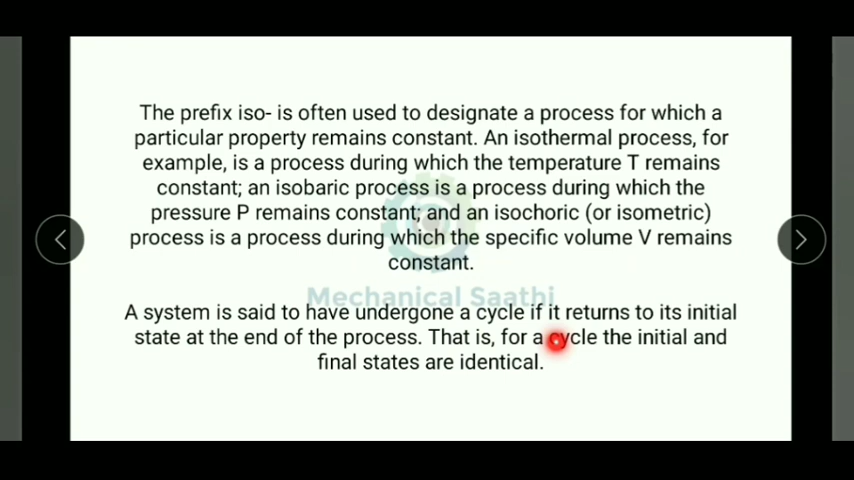 The prefix iso- is often used to designate a process for which a
particular property remains constant. An isothermal process, for
example, is a process during which the temperature T remains
constant; an isobaric process is a process during which the
pressure P remains constant; and an isochoric (or isometric)
process is a process during which the specific volume V remains
constant.
Mechanical Saathi
A system is said to have undergone a cycle if it returns to its initial
state at the end of the process. That is, for a cycle the initial and
final states are identical.